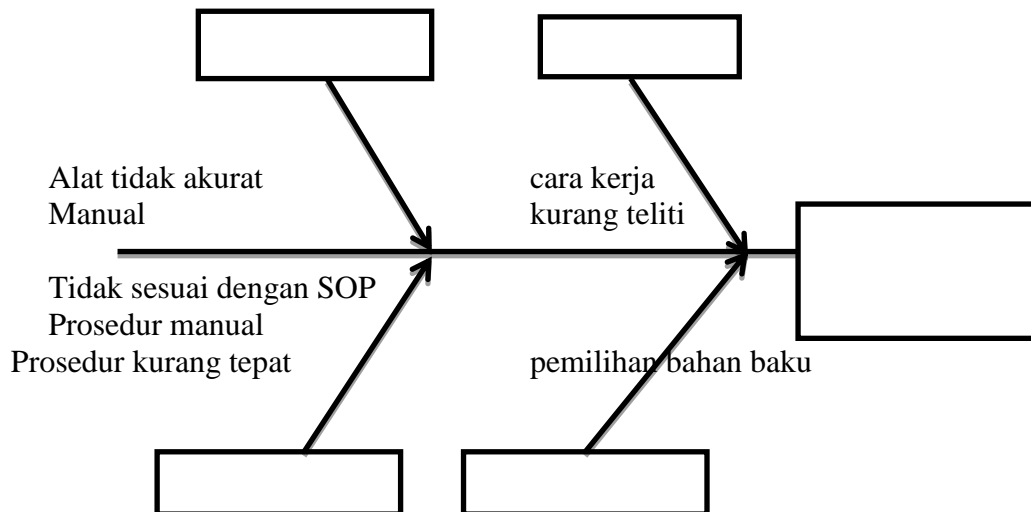 Alat tidak akurat
Manual
cara kerja
kurang teliti
Tidak sesuai dengan SOP
Prosedur manual
Prosedur kurang tepat
pemilihan bahan baku